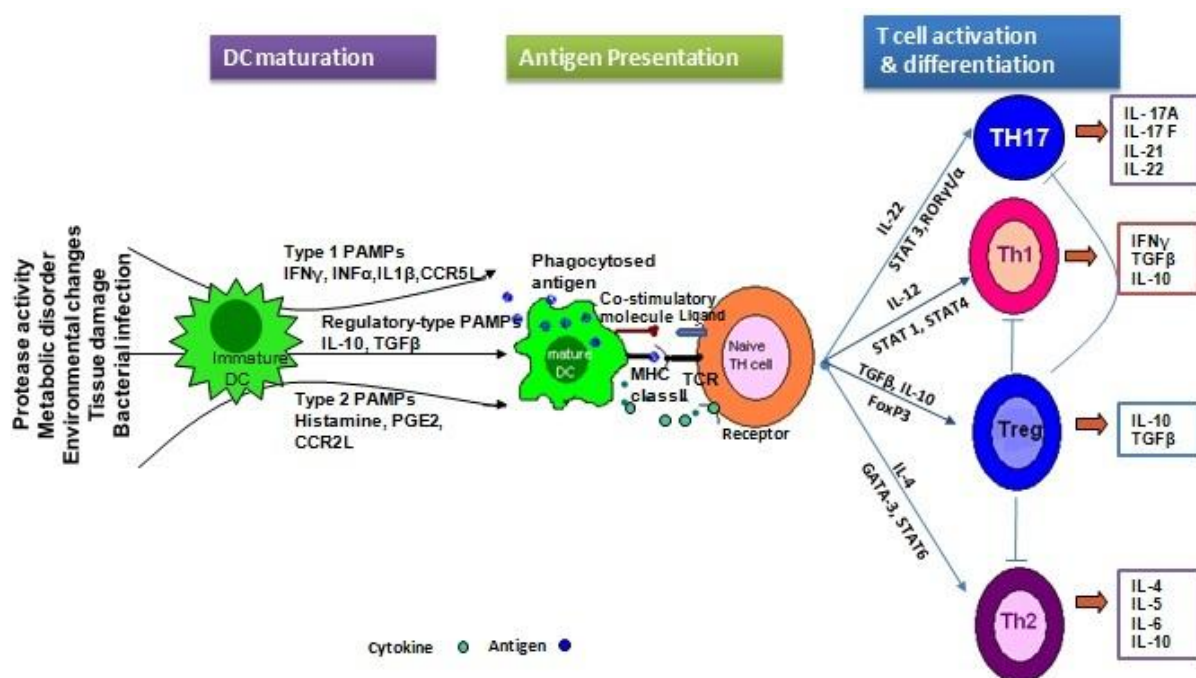 DC maturation
Antigen Presentation
T cell activation
& differentiation
Protease activity
Metabolic disorder
Environmental changes
Tissue damage
Bacterial infection
Immature
DC
Type 1 PAMPs
IFNγ, INFα,IL1β,CCR5L
Regulatory-type PAMPs
IL-10, TGFβ
Type 2 PAMPs
Histamine, PGE2,
CCR2L
Phagocytosed
antigen
mature
DC
Co-stimulatory
molecule
Ligand
MHC
classII
TCR
Naive
TH cell
Receptor
IL-22
STAT 3,RORγt/α
IL-12
STAT 1, STAT4
TGFβ, IL-10
FoxP3
IL-4
GATA-3, STAT6
TH17
IL- 17A
IL-17 F
IL-21
IL-22
Th1
IFNγ
TGFβ
IL-10
Treg
IL-10
TGFβ
Th2
IL-4
IL-5
IL-6
IL-10
Cytokine
Antigen